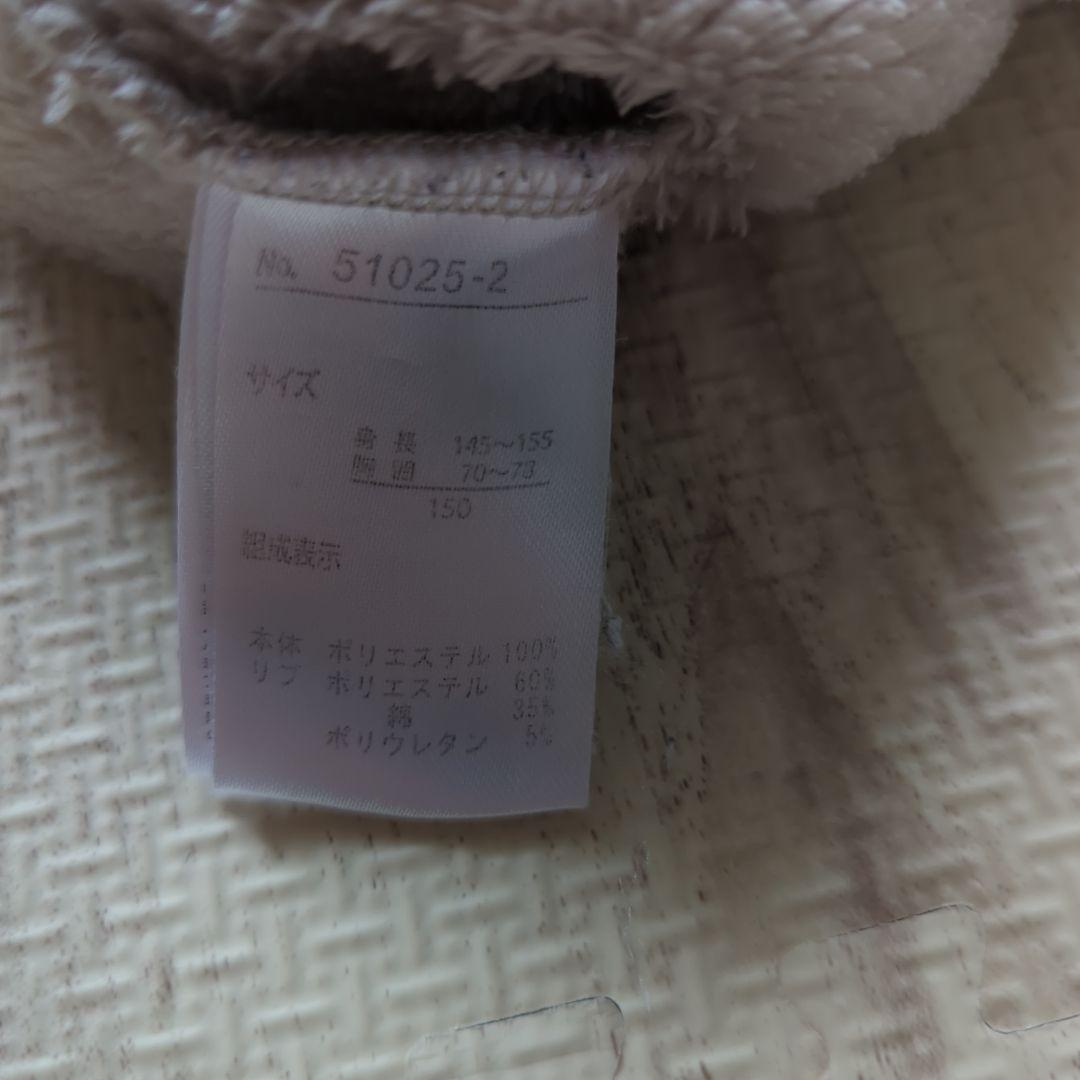 No. 51025-2
サイズ
身長 145～155
胸囲 70～78
150
組成表示
本体 ポリエステル 100%
リブ ポリエステル 60%
綿 35%
ポリウレタン 5%